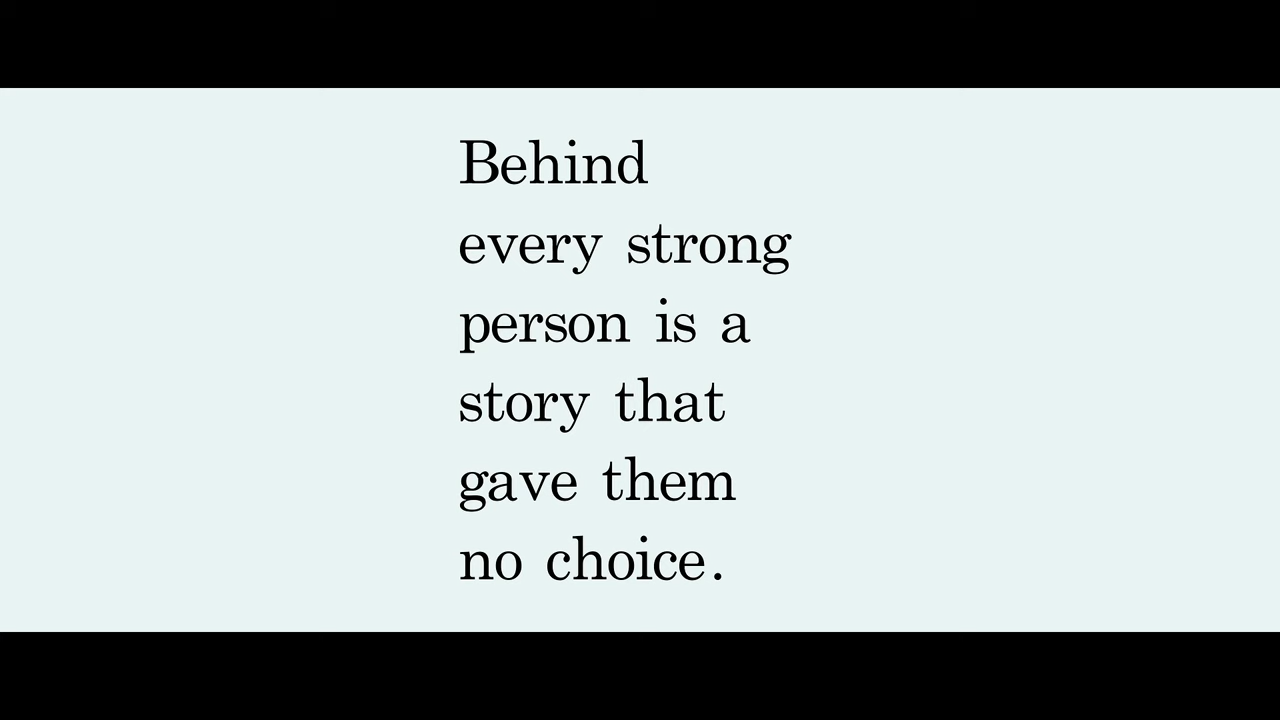 Behind
every strong
person is a
story that
gave them
no choice.